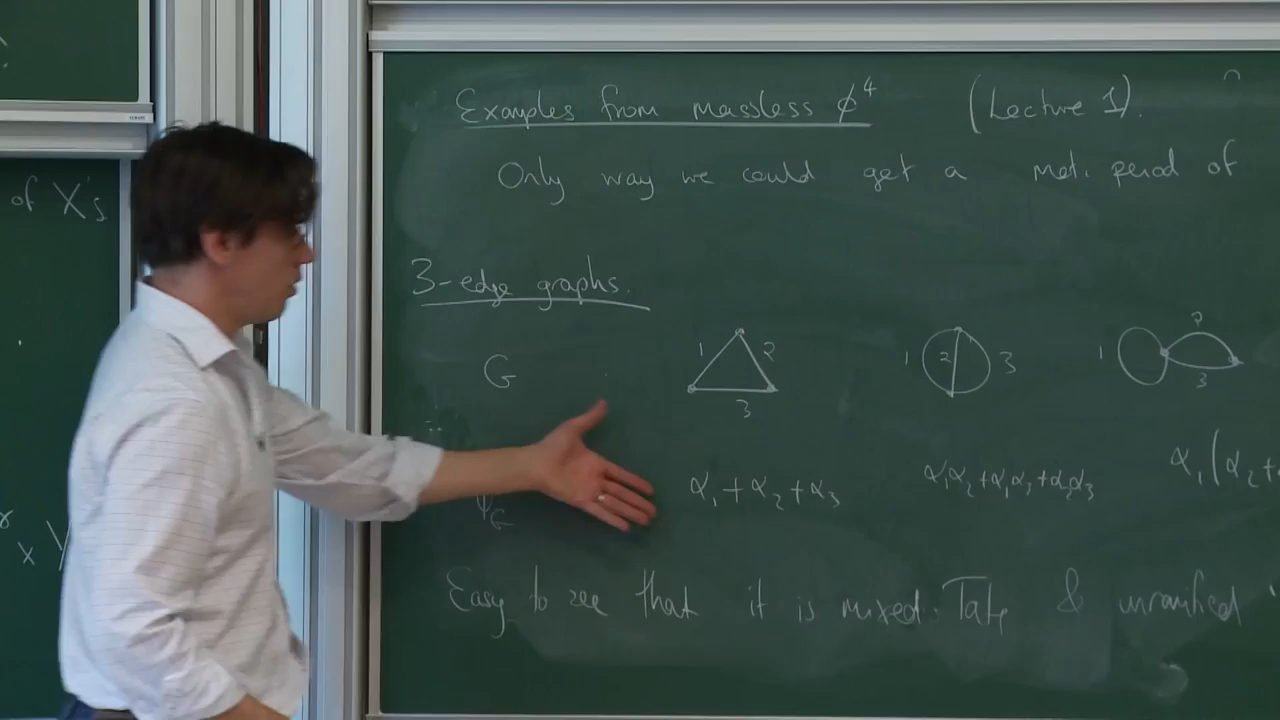 Examples from massless ϕ⁴ (Lecture 1).
Only way we could get a mot. period of
of X's
3-edge graphs.
G 1 2 3 1 2 3 1 2 3
Ψ_G α₁+α₂+α₃ α₁α₂+α₁α₃+α₂α₃ α₁(α₂+
x
Easy to see that it is mixed Tate & unramified